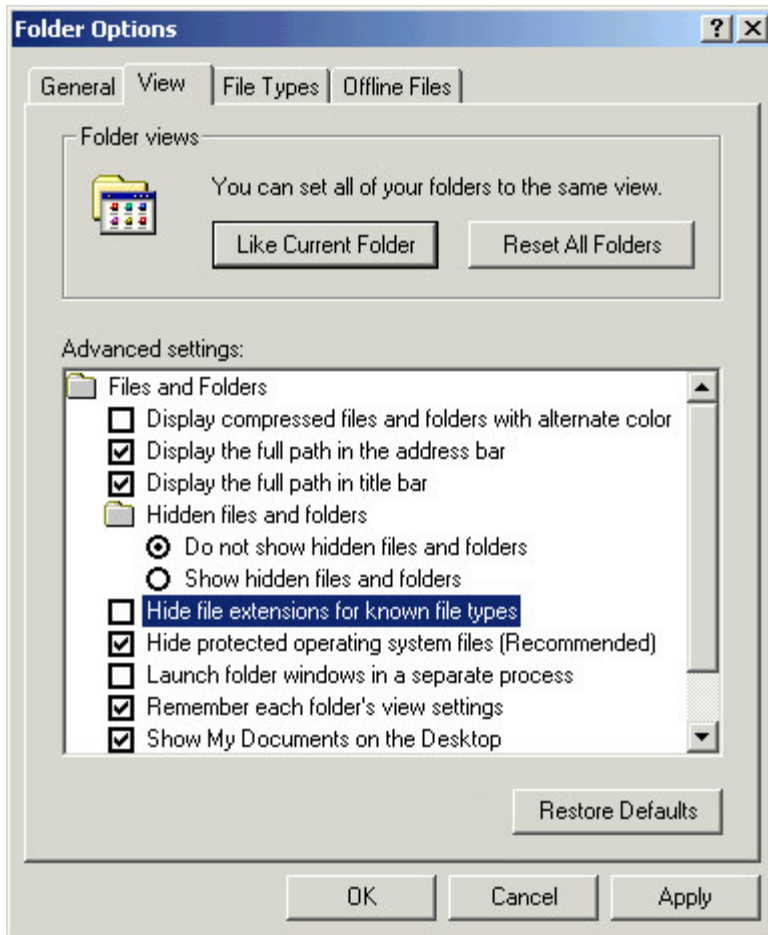 Folder Options
General View File Types Offline Files
Folder views
You can set all of your folders to the same view.
Like Current Folder Reset All Folders
Advanced settings:
Files and Folders
Display compressed files and folders with alternate color
Display the full path in the address bar
Display the full path in title bar
Hidden files and folders
Do not show hidden files and folders
Show hidden files and folders
Hide file extensions for known file types
Hide protected operating system files (Recommended)
Launch folder windows in a separate process
Remember each folder's view settings
Show My Documents on the Desktop
Restore Defaults
OK Cancel Apply